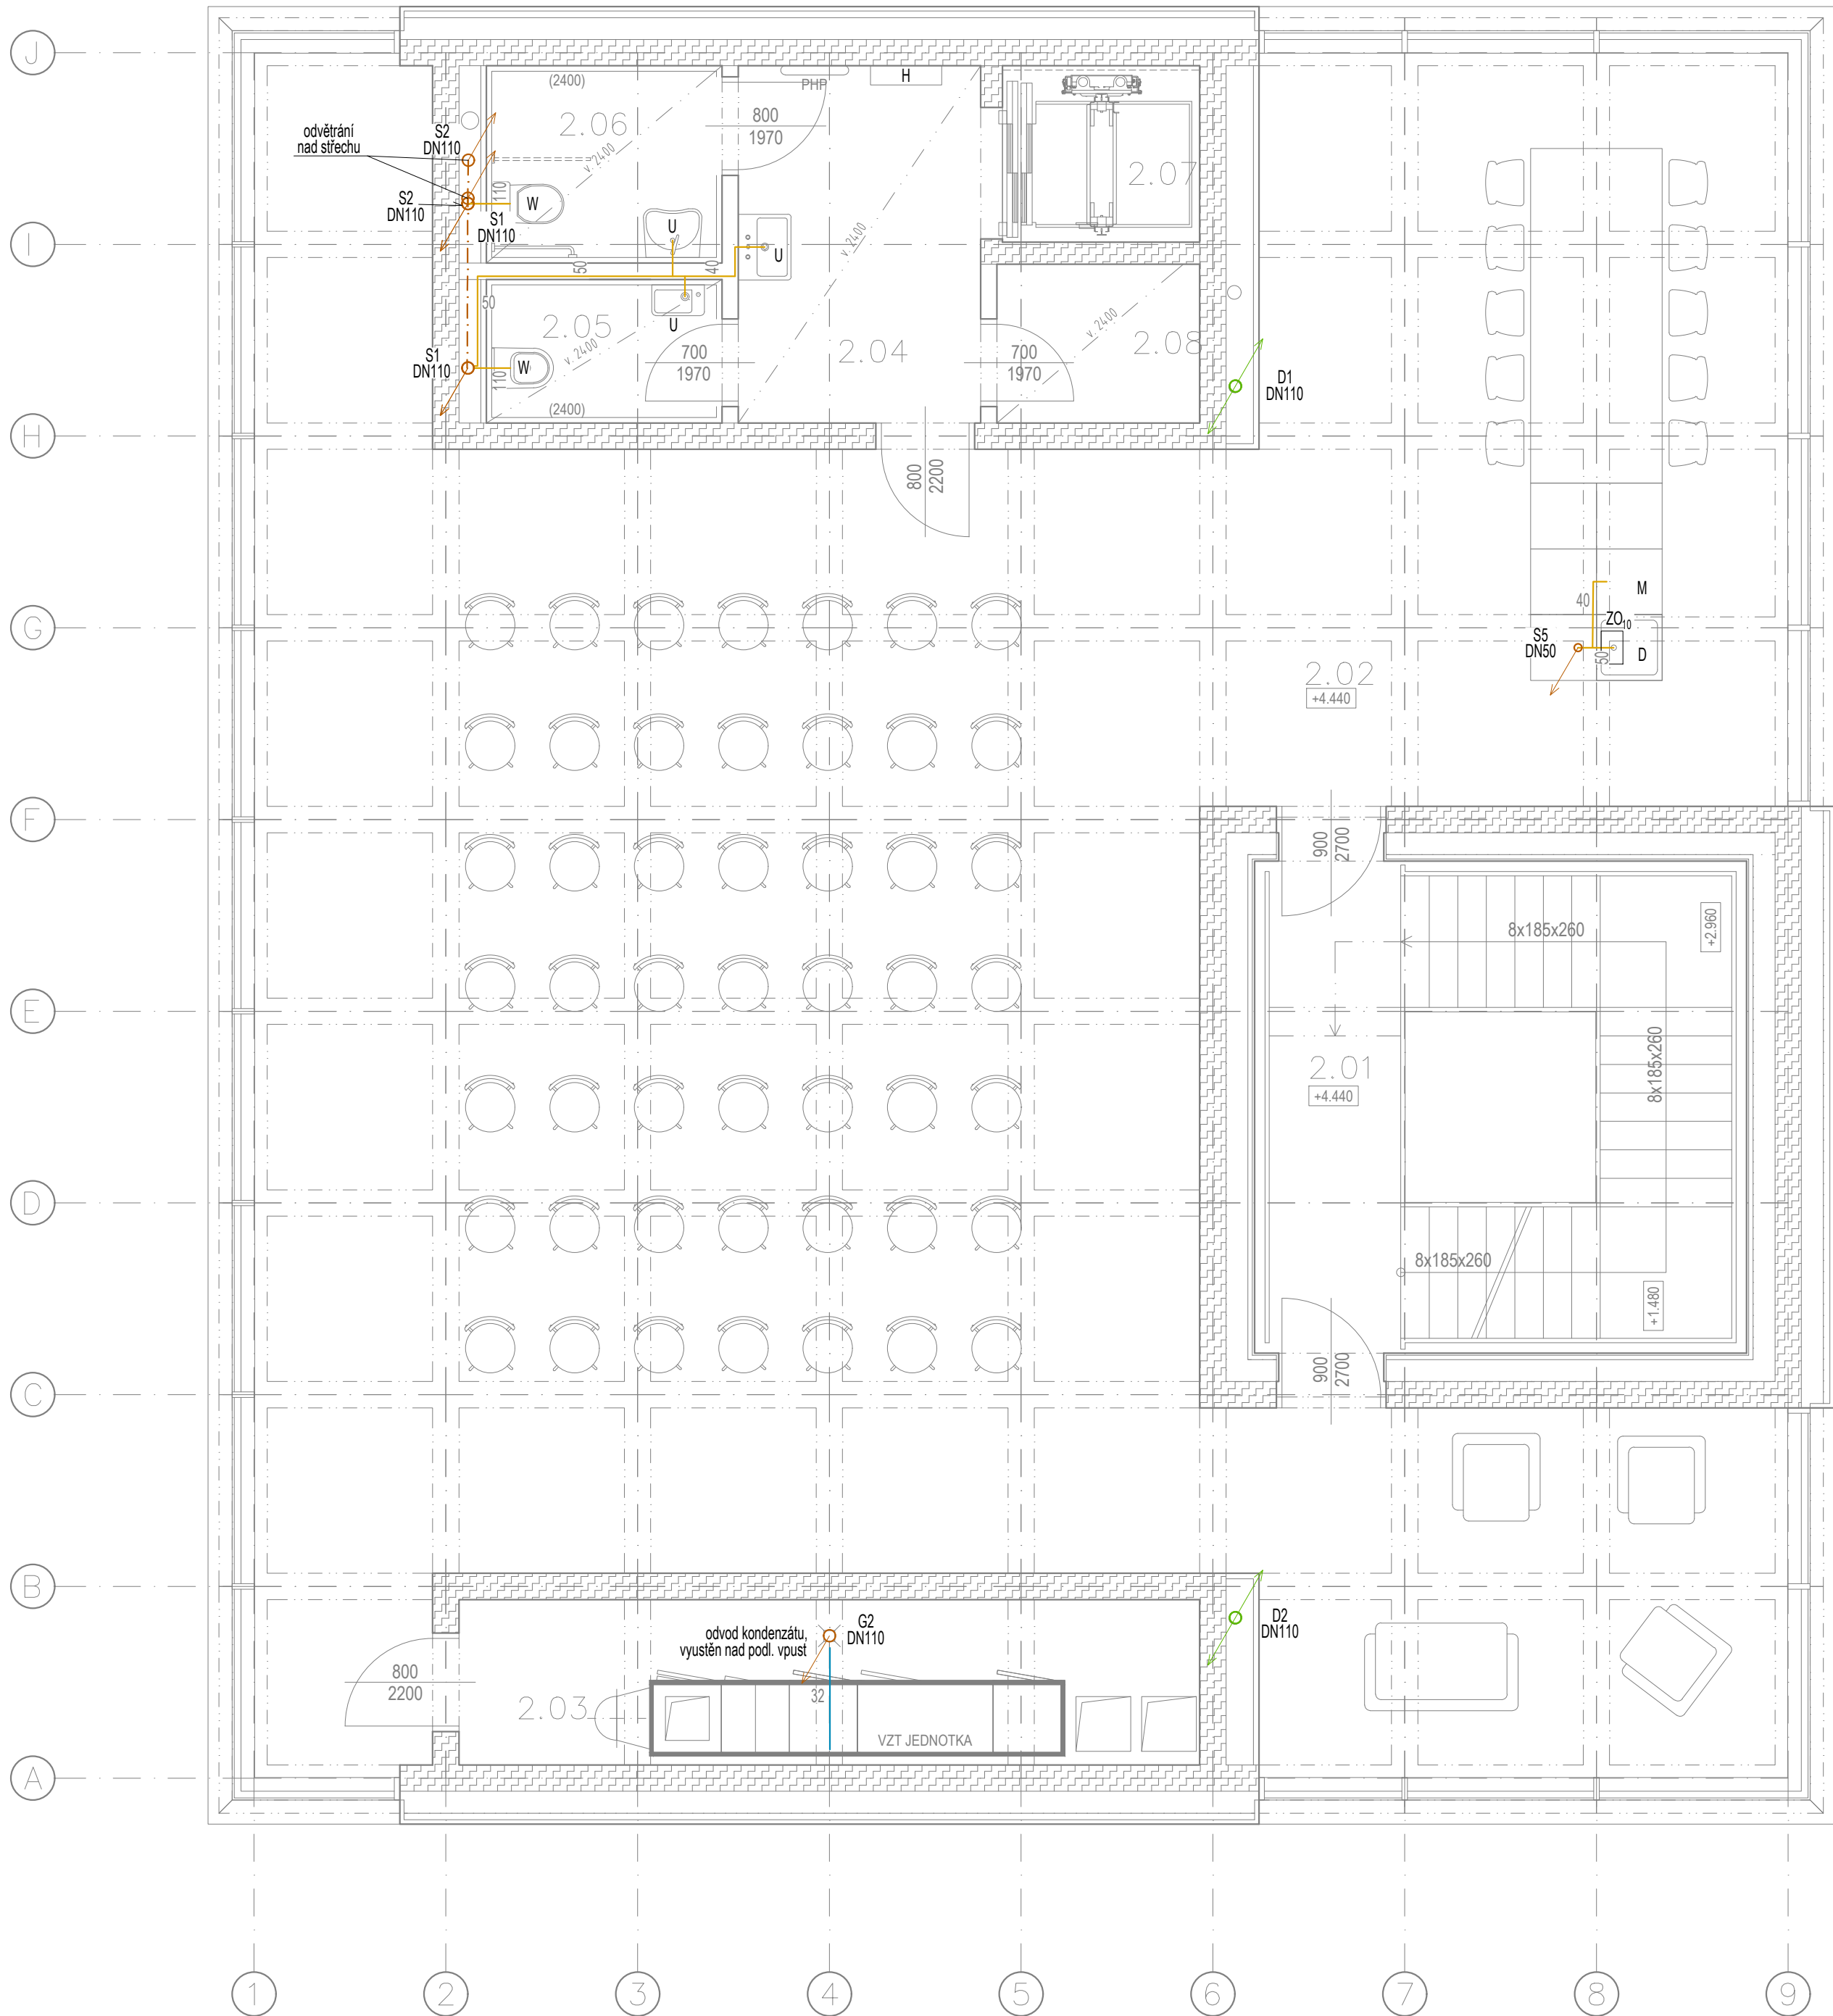 J
(2400)
PHP
H
2.06
800
1970
odvětrání
nad střechu
S2
DN110
v. 2400
2.07
110
W
S2
DN110
S1
DN110
U
U
v. 2400
I
50
40
50
2.05
U
v. 2400
2.04
v. 2400
2.08
S1
DN110
W
110
700
1970
700
1970
D1
DN110
(2400)
H
800
2200
M
40
ZO10
G
S5
DN50
50
D
2.02
+4.440
F
900
2700
8x185x260
+2.960
E
8x185x260
2.01
+4.440
D
8x185x260
+1.480
900
2700
C
B
G2
DN110
odvod kondenzátu,
vyustěn nad podl. vpust
D2
DN110
800
2200
2.03
32
VZT JEDNOTKA
A
1
2
3
4
5
6
7
8
9